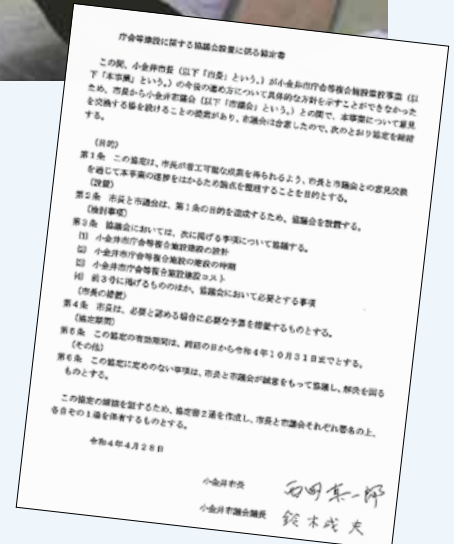 庁舎等建設に関する協議会設置に係る協定書
この間、小金井市長(以下「市長」という。)が小金井市庁舎等複合施設建設事業(以
下「本事業」という。)の今後の進め方について具体的な方針を示すことができなかった
ため、市長から小金井市議会(以下「市議会」という。)との間で、本事業について意見
を交換する場を設けることの提案があり、市議会は合意したので、次のとおり協定を締結
する。
(目的)
第1条 この協定は、市長が着工可能な成案を得られるよう、市長と市議会との意見交換
を通じて本事業の進捗をはかるため論点を整理することを目的とする。
(設置)
第2条 市長と市議会は、第1条の目的を達成するため、協議会を設置する。
(検討事項)
第3条 協議会においては、次に掲げる事項について協議する。
(1) 小金井市庁舎等複合施設建設の設計
(2) 小金井市庁舎等複合施設の建設の時期
(3) 小金井市庁舎等複合施設建設コスト
(4) 前3号に掲げるもののほか、協議会において必要とする事項
(市長の措置)
第4条 市長は、必要と認める場合に必要な予算を措置するものとする。
(協定期間)
第5条 この協定の有効期間は、締結の日から令和4年10月31日までとする。
(その他)
第6条 この協定に定めのない事項は、市長と市議会が誠意をもって協議し、解決を図る
ものとする。
この協定の締結を証するため、協定書2通を作成し、市長と市議会それぞれ署名の上、
各自その1通を保有するものとする。
令和4年4月28日
小金井市長 西岡真一郎
小金井市議会議長 鈴木成夫